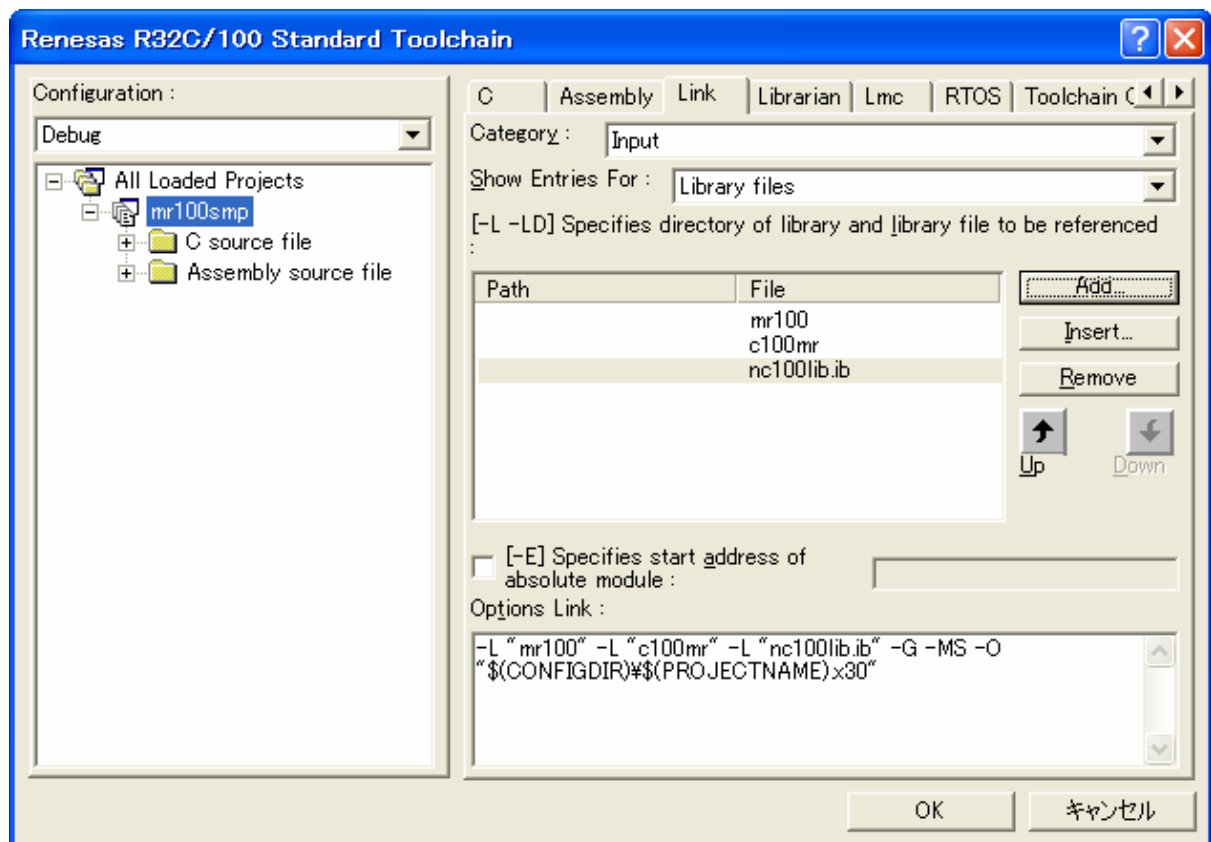 Renesas R32C/100 Standard Toolchain
Configuration :
Debug
All Loaded Projects
mr100smp
C source file
Assembly source file
C Assembly Link Librarian Lmc RTOS Toolchain (
Category :
Input
Show Entries For :
Library files
[-L -LD] Specifies directory of library and library file to be referenced
:
Path File
mr100
c100mr
nc100lib.ib
Add...
Insert...
Remove
Up Down
[-E] Specifies start address of
absolute module :
Options Link :
-L "mr100" -L "c100mr" -L "nc100lib.ib" -G -MS -O
"$(CONFIGDIR)¥$(PROJECTNAME).x30"
OK キャンセル